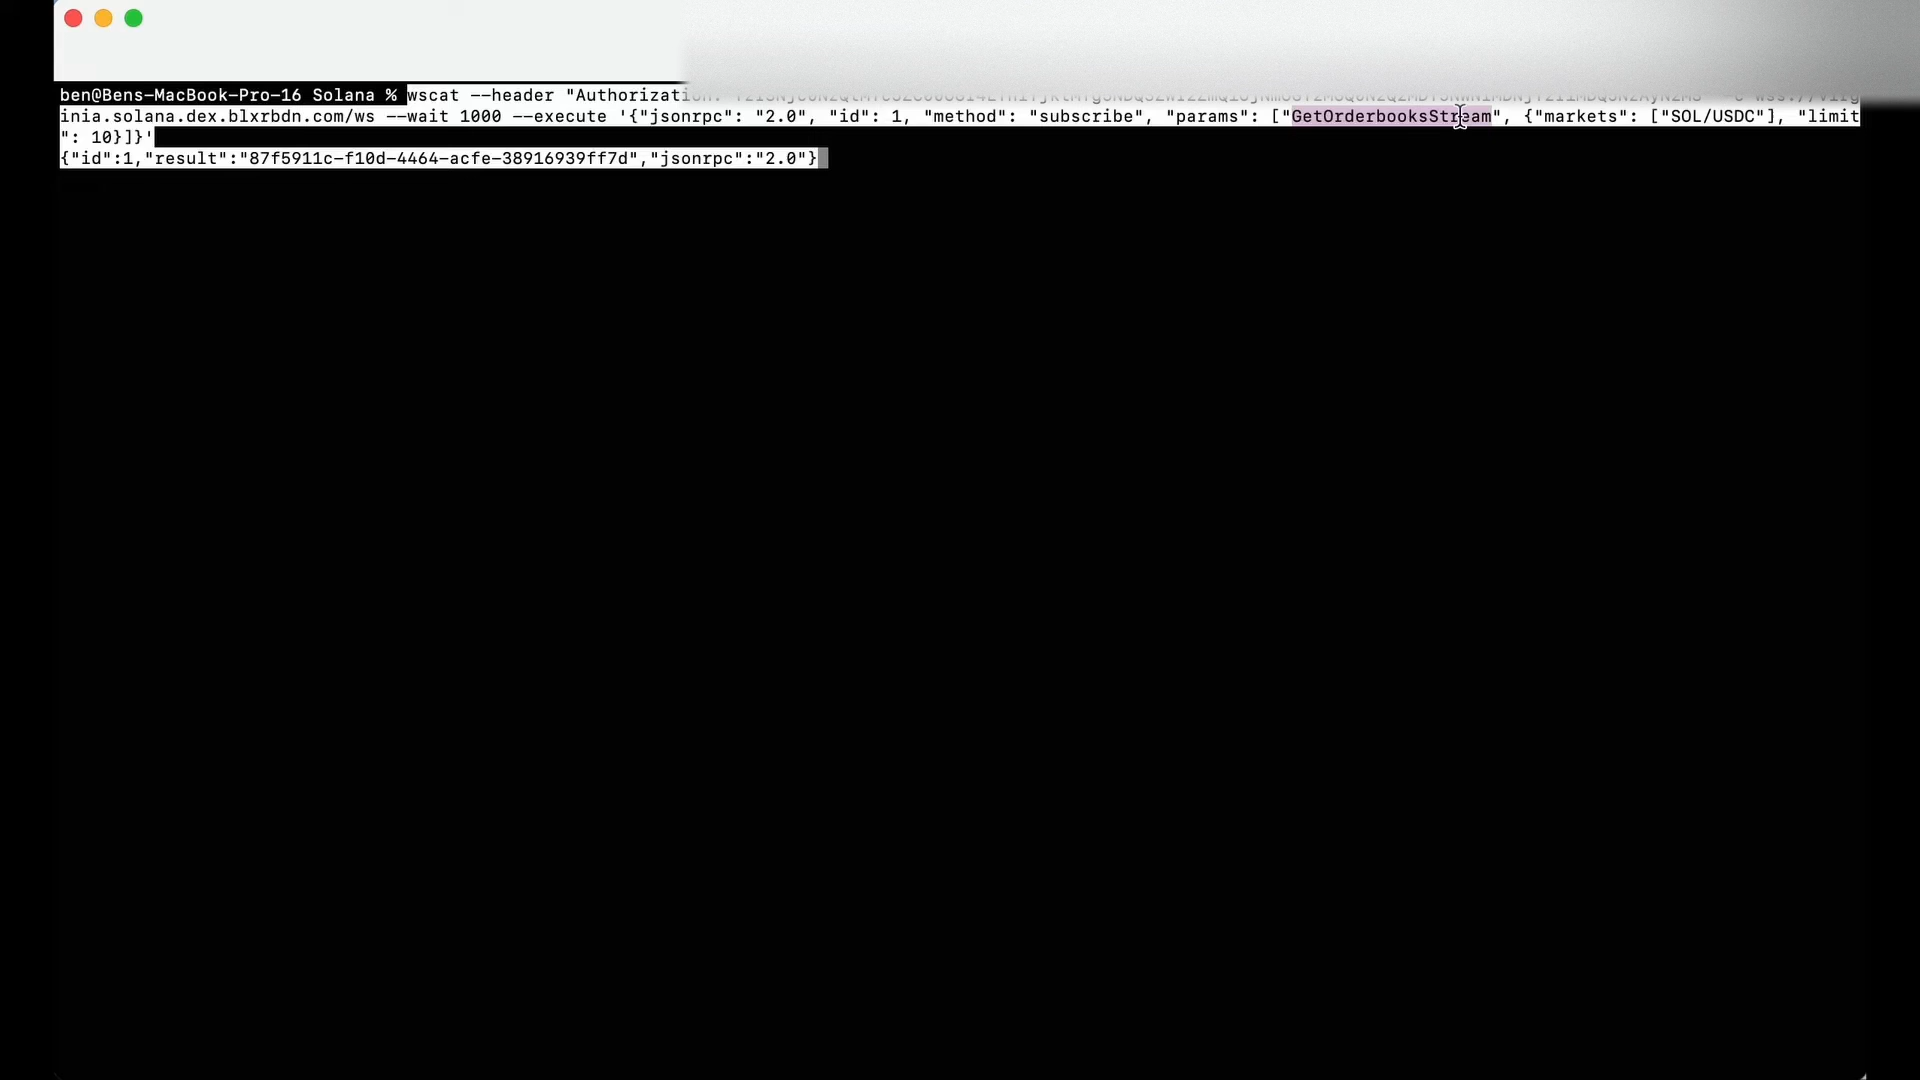 ben@Bens-MacBook-Pro-16 Solana % wscat --header "Authorizati
inia.solana.dex.blxrbdn.com/ws --wait 1000 --execute '{"jsonrpc": "2.0", "id": 1, "method": "subscribe", "params": ["GetOrderbooksStream", {"markets": ["SOL/USDC"], "limit
": 10}]}'
{"id":1,"result":"87f5911c-f10d-4464-acfe-38916939ff7d","jsonrpc":"2.0"}